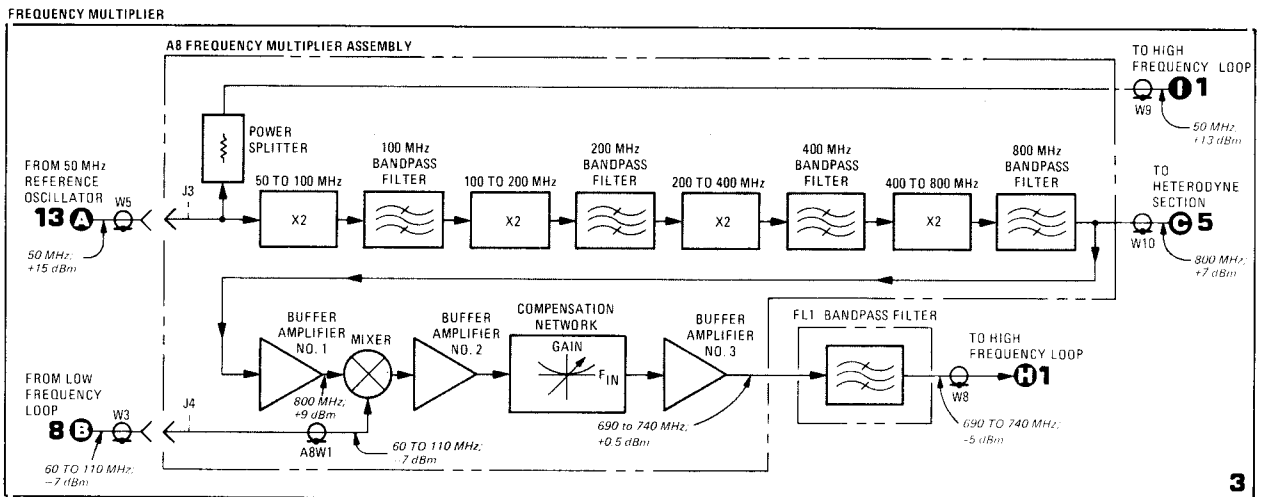 FREQUENCY MULTIPLIER
A8 FREQUENCY MULTIPLIER ASSEMBLY
TO HIGH
FREQUENCY LOOP
I 1
W9
50 MHz;
+13 dBm
POWER
SPLITTER
FROM 50 MHz
REFERENCE
OSCILLATOR
13 A
W5
J3
50 MHz;
+15 dBm
50 TO 100 MHz
X2
100 MHz
BANDPASS
FILTER
100 TO 200 MHz
X2
200 MHz
BANDPASS
FILTER
200 TO 400 MHz
X2
400 MHz
BANDPASS
FILTER
400 TO 800 MHz
X2
800 MHz
BANDPASS
FILTER
TO
HETERODYNE
SECTION
C 5
W10
800 MHz;
+7 dBm
BUFFER
AMPLIFIER
NO. 1
MIXER
BUFFER
AMPLIFIER
NO. 2
COMPENSATION
NETWORK
GAIN
FIN
BUFFER
AMPLIFIER
NO. 3
FL1 BANDPASS FILTER
TO HIGH
FREQUENCY LOOP
H 1
W8
800 MHz;
+9 dBm
690 to 740 MHz;
+0.5 dBm
690 TO 740 MHz;
-5 dBm
FROM LOW
FREQUENCY
LOOP
8 B
W3
J4
A8W1
60 TO 110 MHz;
-7 dBm
60 TO 110 MHz;
-7 dBm
3